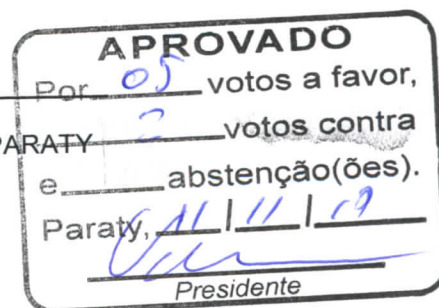 APROVADO
Por 05 votos a favor,
PARATY 2 votos contra
e abstenção(ões).
Paraty, 11 / 11 / 19
Presidente